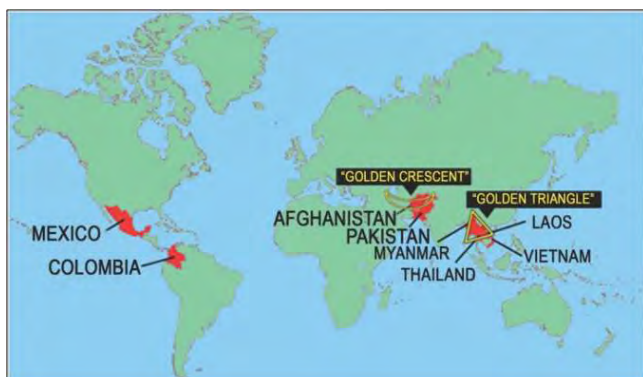 "GOLDEN CRESCENT"
"GOLDEN TRIANGLE"
AFGHANISTAN
LAOS
MEXICO
PAKISTAN
MYANMAR
VIETNAM
COLOMBIA
THAILAND